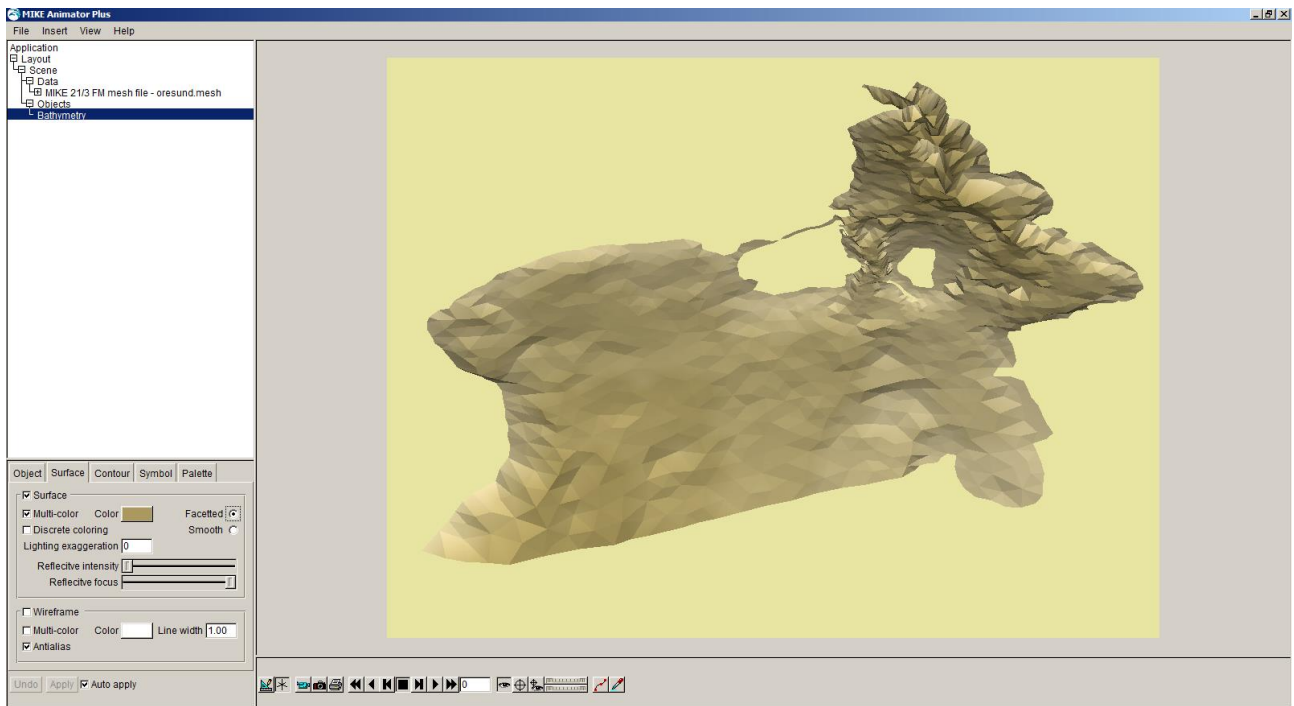 MIKE Animator Plus
File Insert View Help
Application
Layout
Scene
Data
MIKE 21/3 FM mesh file - oresund.mesh
Objects
Bathymetry
Object Surface Contour Symbol Palette
Surface
Multi-color Color Facetted
Discrete coloring Smooth
Lighting exaggeration 0
Reflecitve intensity
Reflecitve focus
Wireframe
Multi-color Color Line width 1.00
Antialias
Undo Apply Auto apply 0